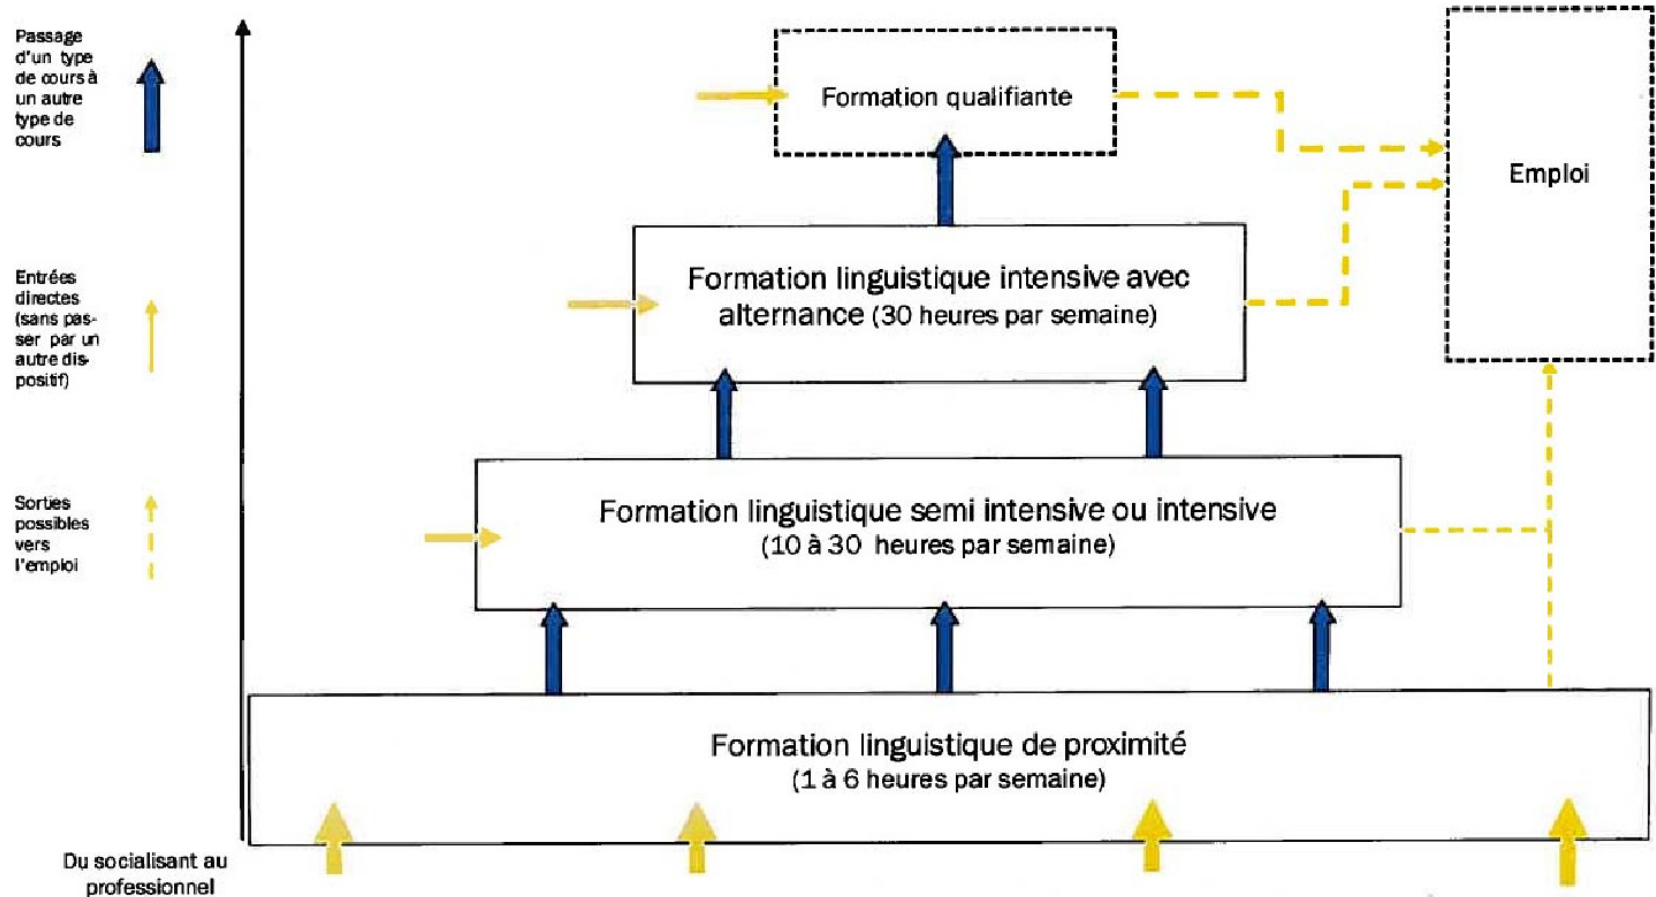 Passage
d'un type
de cours à
un autre
type de
cours
Entrées
directes
(sans pas-
ser par un
autre dis-
positif)
Sorties
possibles
vers
l'emploi
Formation qualifiante
Emploi
Formation linguistique intensive avec
alternance (30 heures par semaine)
Formation linguistique semi intensive ou intensive
(10 à 30 heures par semaine)
Formation linguistique de proximité
(1 à 6 heures par semaine)
Du socialisant au
professionnel